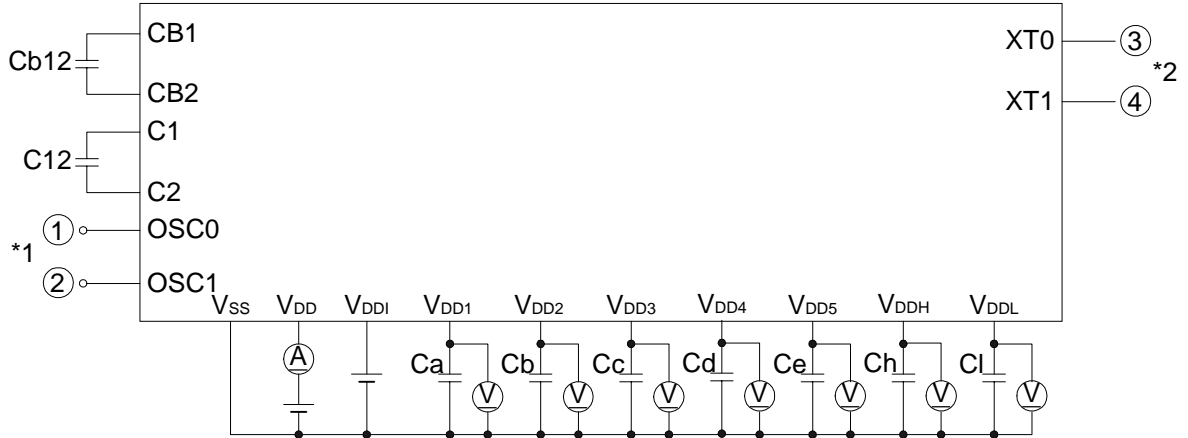 CB1
Cb12
CB2
C1
C12
C2
① OSC0
*1
② OSC1
XT0 ③
*2
XT1 ④
VSS VDD VDDI VDD1 VDD2 VDD3 VDD4 VDD5 VDDH VDDL
A Ca V Cb V Cc V Cd V Ce V Ch V Cl V